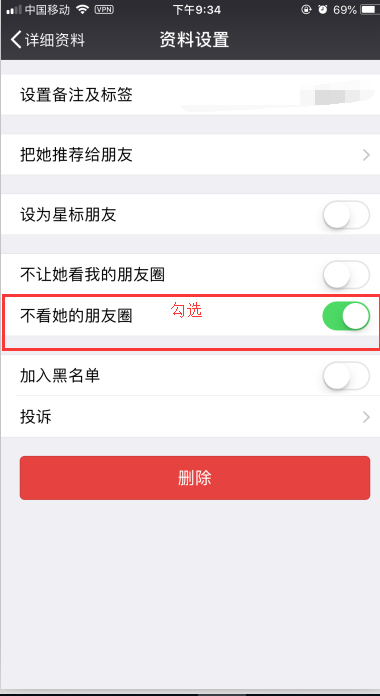 中国移动 VPN 下午9:34 69%
详细资料 资料设置
设置备注及标签
把她推荐给朋友
设为星标朋友
不让她看我的朋友圈
不看她的朋友圈 勾选
加入黑名单
投诉
删除